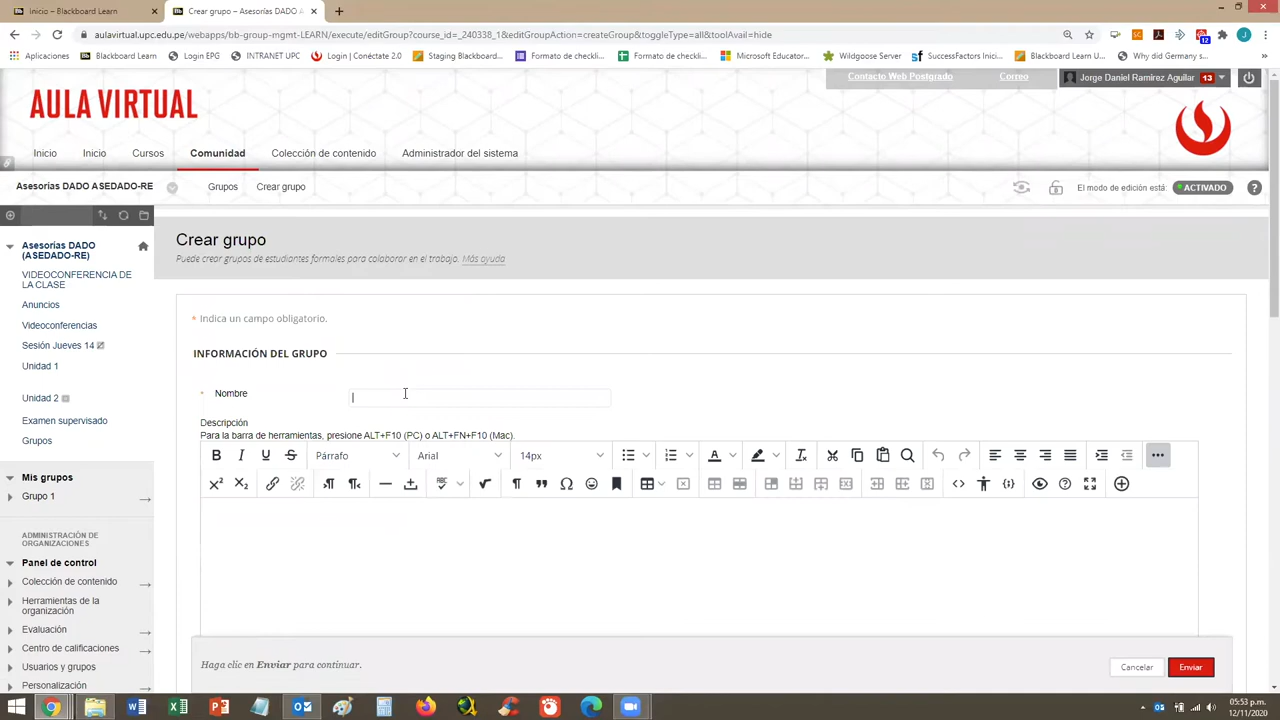 Inicio – Blackboard Learn
Crear grupo – Asesorías DADO A
aulavirtual.upc.edu.pe/webapps/bb-group-mgmt-LEARN/execute/editGroup?course_id=_240338_1&editGroupAction=createGroup&toggleType=all&toolAvail=hide
12
J
Aplicaciones
Blackboard Learn
Login EPG
INTRANET UPC
Login | Conéctate 2.0
Staging Blackboard...
Formato de checkli...
Formato de checkli...
Microsoft Educator...
Wildgoose Server
SuccessFactors Inici...
Blackboard Learn U...
Why did Germany s...
Contacto Web Postgrado
Correo
Jorge Daniel Ramirez Aguilar
13
AULA VIRTUAL
Inicio
Inicio
Cursos
Comunidad
Colección de contenido
Administrador del sistema
Asesorías DADO ASEDADO-RE
Grupos
Crear grupo
El modo de edición está:
ACTIVADO
?
Asesorías DADO
(ASEDADO-RE)
VIDEOCONFERENCIA DE
LA CLASE
Anuncios
Videoconferencias
Sesión Jueves 14
Unidad 1
Unidad 2
Examen supervisado
Grupos
Mis grupos
Grupo 1
ADMINISTRACIÓN DE
ORGANIZACIONES
Panel de control
Colección de contenido
Herramientas de la
organización
Evaluación
Centro de calificaciones
Usuarios y grupos
Personalización
Crear grupo
Puede crear grupos de estudiantes formales para colaborar en el trabajo. Más ayuda
* Indica un campo obligatorio.
INFORMACIÓN DEL GRUPO
* Nombre
Descripción
Para la barra de herramientas, presione ALT+F10 (PC) o ALT+FN+F10 (Mac).
B I U S Párrafo Arial 14px
Haga clic en Enviar para continuar.
Cancelar
Enviar
05:53 p.m.
12/11/2020